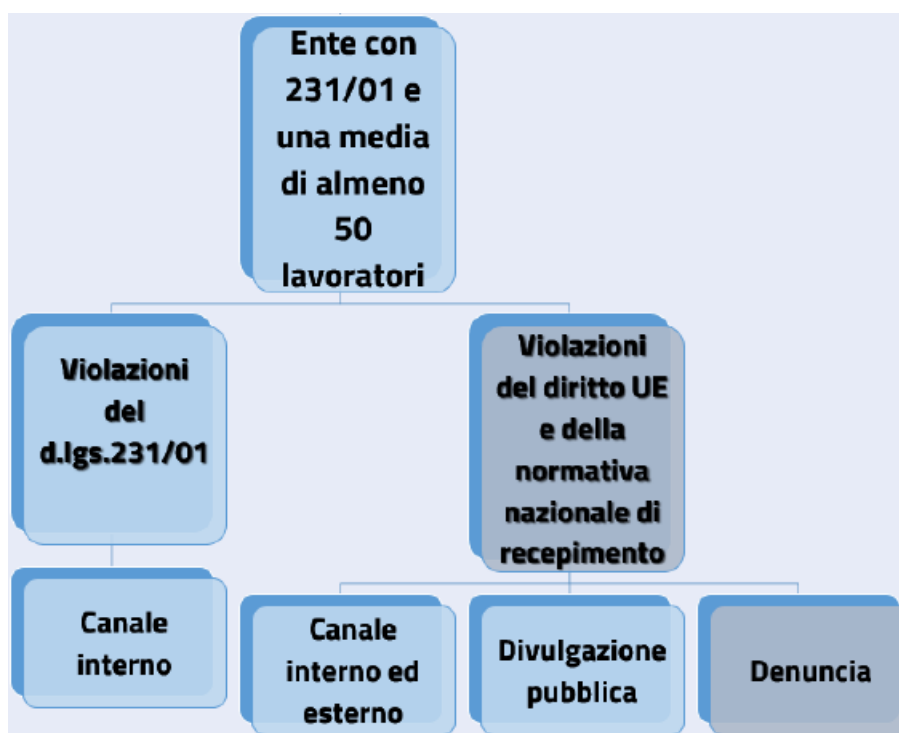 Ente con
231/01 e
una media
di almeno
50
lavoratori
Violazioni
del
d.lgs.231/01
Violazioni
del diritto UE
e della
normativa
nazionale di
recepimento
Canale
interno
Canale
interno ed
esterno
Divulgazione
pubblica
Denuncia